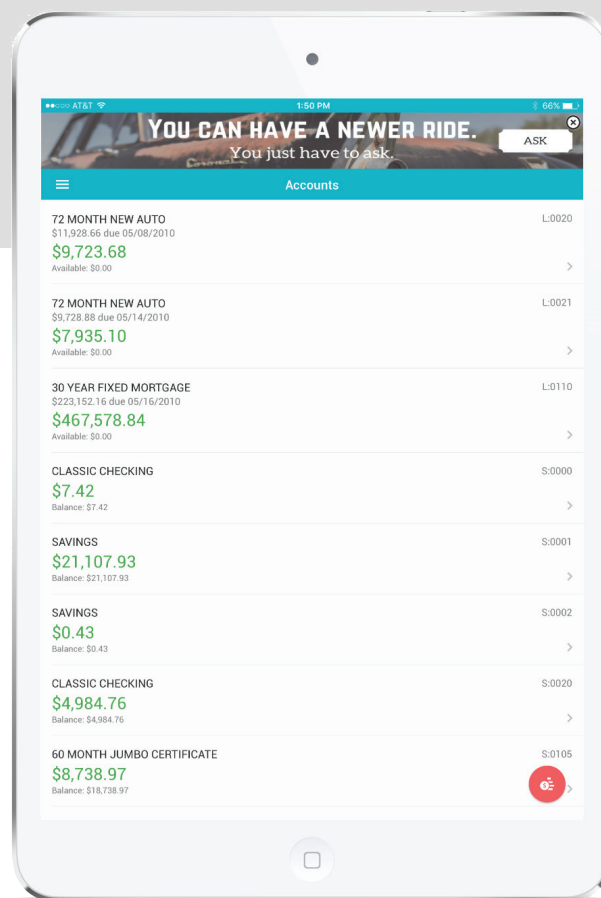 AT&T 1:50 PM 66%
YOU CAN HAVE A NEWER RIDE.
You just have to ask.
ASK
Accounts
72 MONTH NEW AUTO L:0020
$11,928.66 due 05/08/2010
$9,723.68
Available: $0.00
72 MONTH NEW AUTO L:0021
$9,728.88 due 05/14/2010
$7,935.10
Available: $0.00
30 YEAR FIXED MORTGAGE L:0110
$223,152.16 due 05/16/2010
$467,578.84
Available: $0.00
CLASSIC CHECKING S:0000
$7.42
Balance: $7.42
SAVINGS S:0001
$21,107.93
Balance: $21,107.93
SAVINGS S:0002
$0.43
Balance: $0.43
CLASSIC CHECKING S:0020
$4,984.76
Balance: $4,984.76
60 MONTH JUMBO CERTIFICATE S:0105
$8,738.97
Balance: $18,738.97